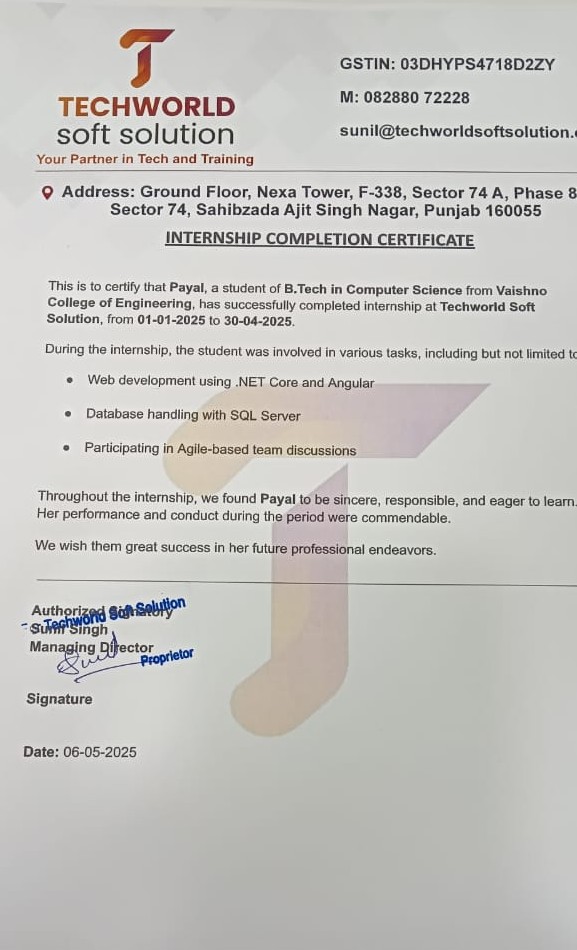 TECHWORLD
soft solution
Your Partner in Tech and Training
GSTIN: 03DHYPS4718D2ZY
M: 082880 72228
sunil@techworldsoftsolution.
Address: Ground Floor, Nexa Tower, F-338, Sector 74 A, Phase 8
Sector 74, Sahibzada Ajit Singh Nagar, Punjab 160055
INTERNSHIP COMPLETION CERTIFICATE
This is to certify that Payal, a student of B.Tech in Computer Science from Vaishno
College of Engineering, has successfully completed internship at Techworld Soft
Solution, from 01-01-2025 to 30-04-2025.
During the internship, the student was involved in various tasks, including but not limited to
• Web development using .NET Core and Angular
• Database handling with SQL Server
• Participating in Agile-based team discussions
Throughout the internship, we found Payal to be sincere, responsible, and eager to learn.
Her performance and conduct during the period were commendable.
We wish them great success in her future professional endeavors.
Authorized Signatory
Techworld Soft Solution
Sunil Singh
Managing Director
Proprietor
Signature
Date: 06-05-2025